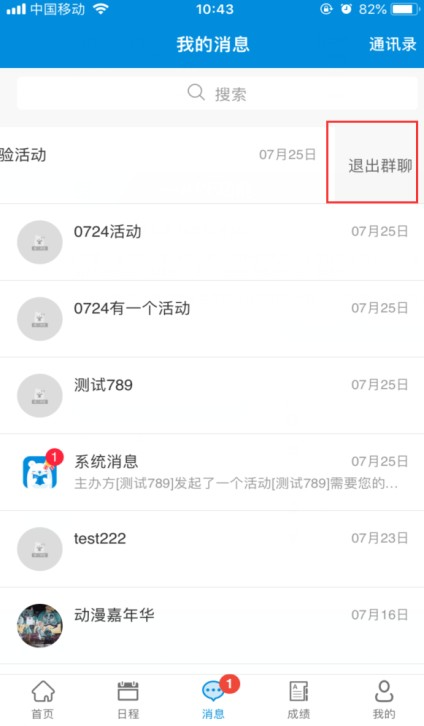 中国移动
10:43
82%
我的消息
通讯录
搜索
验活动
07月25日
退出群聊
0724活动
07月25日
0724有一个活动
07月25日
测试789
07月25日
1
系统消息
07月25日
主办方[测试789]发起了一个活动[测试789]需要您的…
test222
07月23日
动漫嘉年华
07月16日
1
首页
日程
消息
成绩
我的